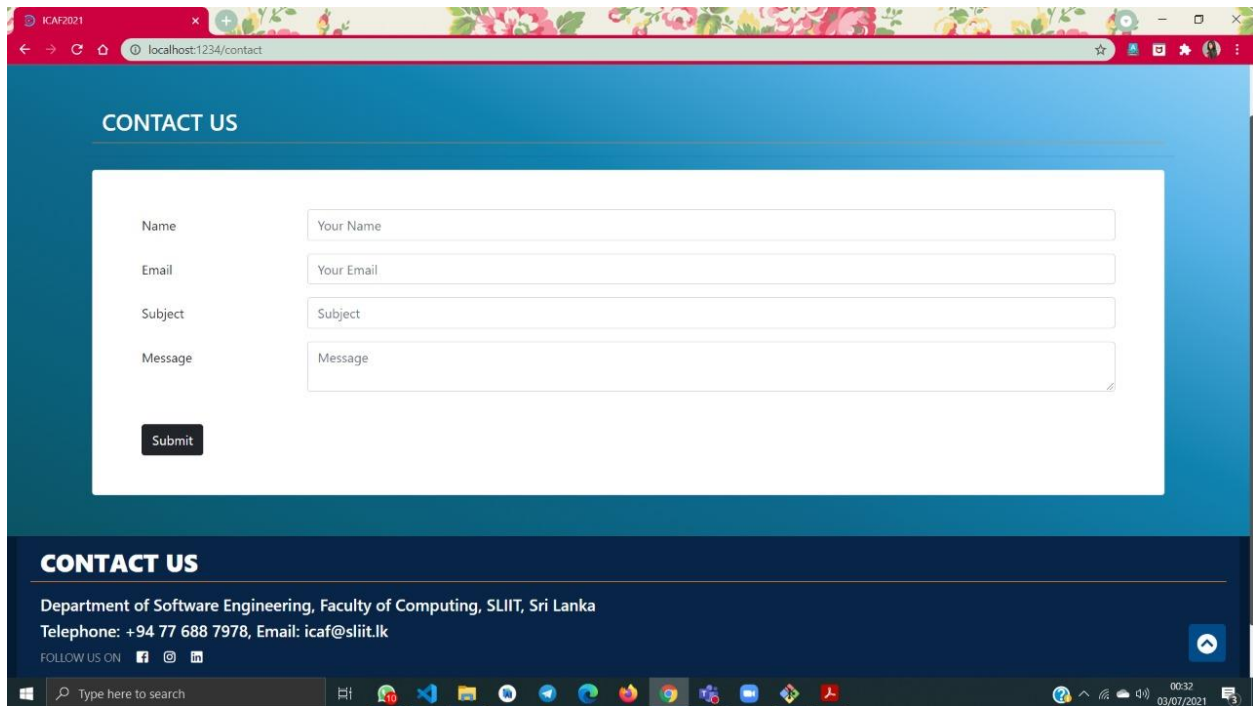 ICAF2021
localhost:1234/contact
CONTACT US
Name
Your Name
Email
Your Email
Subject
Subject
Message
Message
Submit
CONTACT US
Department of Software Engineering, Faculty of Computing, SLIIT, Sri Lanka
Telephone: +94 77 688 7978, Email: icaf@sliit.lk
FOLLOW US ON
Type here to search
10
00:32
03/07/2021
3